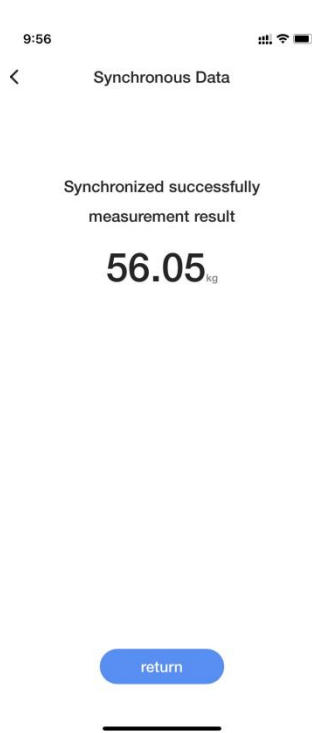 9:56
Synchronous Data
Synchronized successfully
measurement result
56.05kg
return